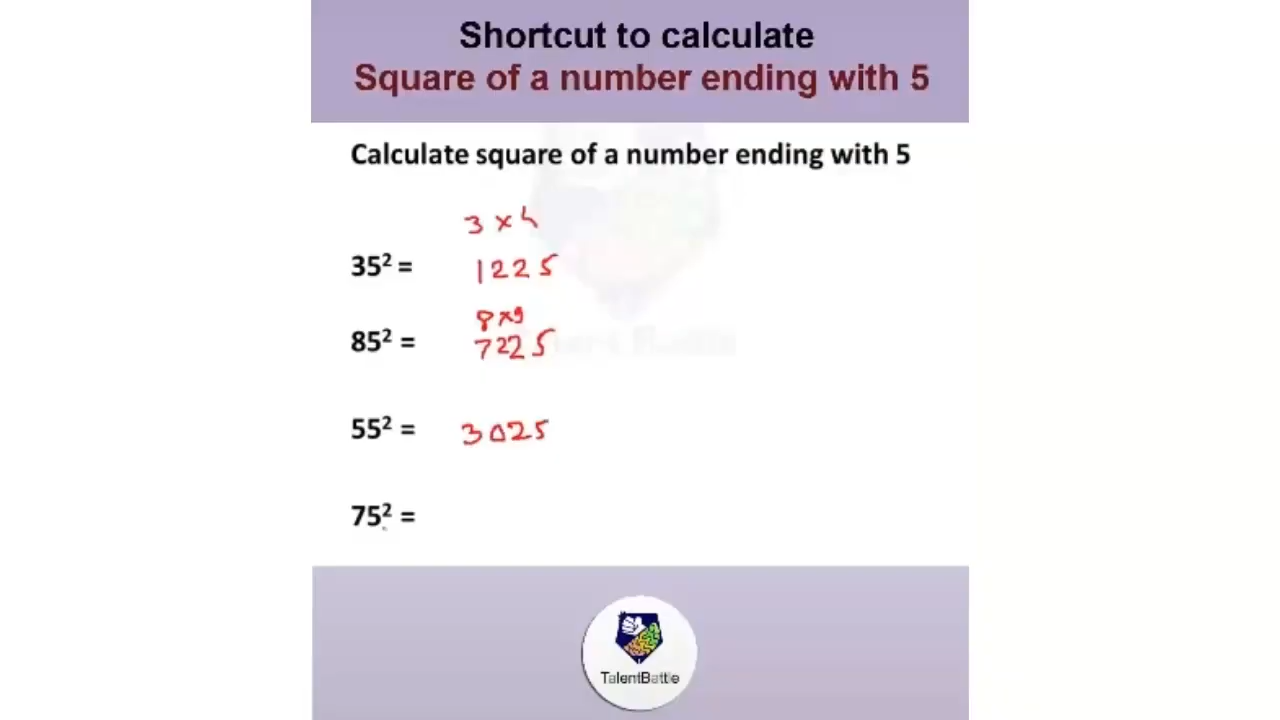 Shortcut to calculate
Square of a number ending with 5
Calculate square of a number ending with 5
3 x 4
35² = 1225
8 x 9
85² = 7225
55² = 3025
75² =
TalentBattle